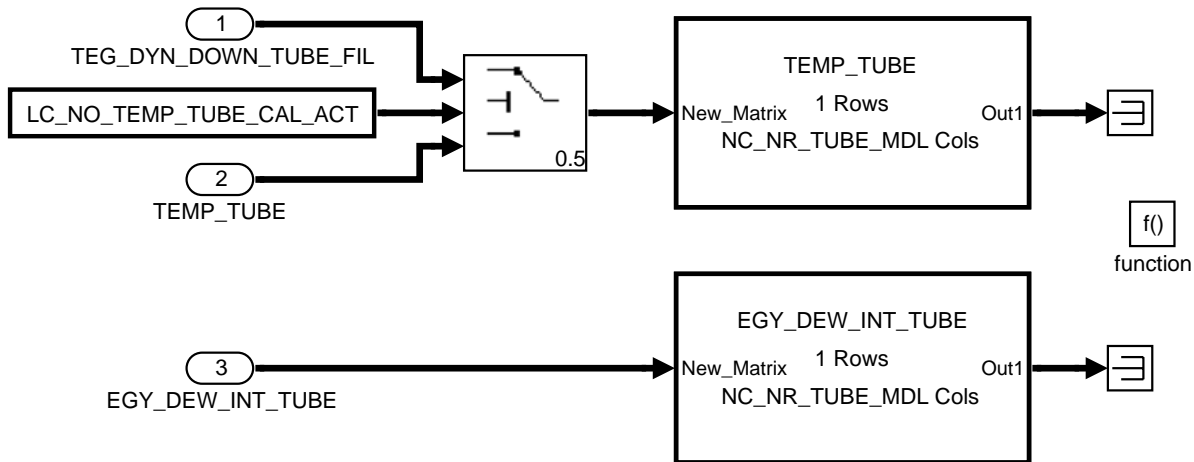 1
TEG_DYN_DOWN_TUBE_FIL
LC_NO_TEMP_TUBE_CAL_ACT
2
TEMP_TUBE
0.5
TEMP_TUBE
New_Matrix
1 Rows
Out1
NC_NR_TUBE_MDL Cols
f()
function
3
EGY_DEW_INT_TUBE
EGY_DEW_INT_TUBE
New_Matrix
1 Rows
Out1
NC_NR_TUBE_MDL Cols